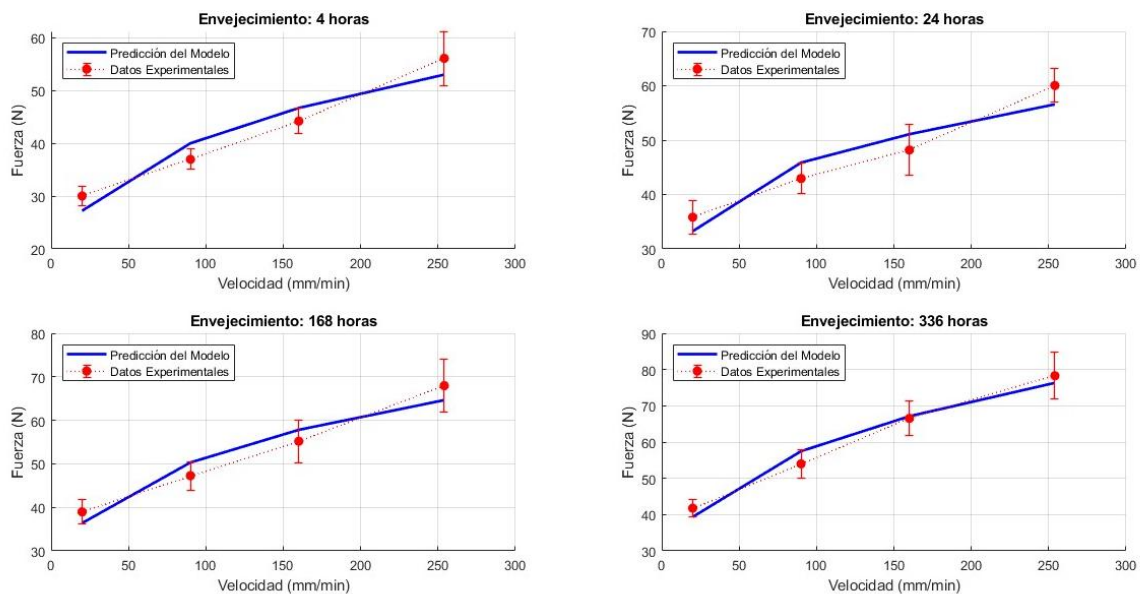 Envejecimiento: 4 horas
Predicción del Modelo
Datos Experimentales
Fuerza (N)
60
50
40
30
20
0 50 100 150 200 250 300
Velocidad (mm/min)
Envejecimiento: 24 horas
Predicción del Modelo
Datos Experimentales
Fuerza (N)
70
60
50
40
30
0 50 100 150 200 250 300
Velocidad (mm/min)
Envejecimiento: 168 horas
Predicción del Modelo
Datos Experimentales
Fuerza (N)
80
70
60
50
40
30
0 50 100 150 200 250 300
Velocidad (mm/min)
Envejecimiento: 336 horas
Predicción del Modelo
Datos Experimentales
Fuerza (N)
90
80
70
60
50
40
30
0 50 100 150 200 250 300
Velocidad (mm/min)